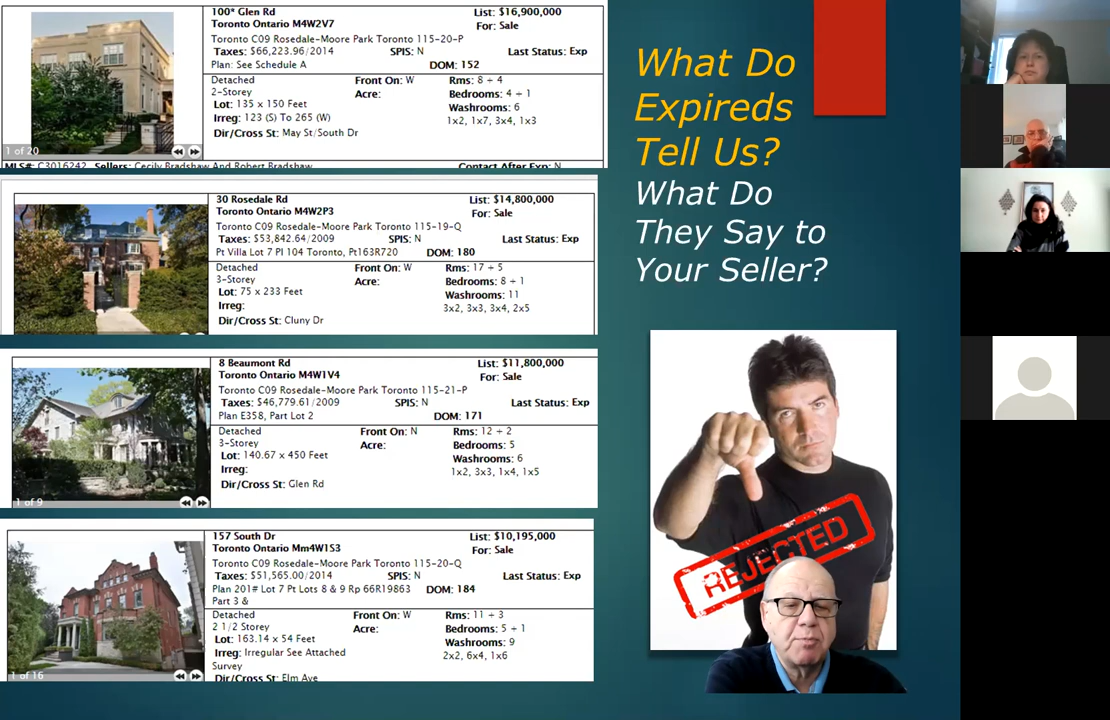 100* Glen Rd List: $16,900,000
Toronto Ontario M4W2V7 For: Sale
Toronto C09 Rosedale-Moore Park Toronto 115-20-P
Taxes: $66,223.96/2014 SPIS: N Last Status: Exp
Plan: See Schedule A DOM: 152
Detached Front On: W Rms: 8 + 4
2-Storey Acre: Bedrooms: 4 + 1
Lot: 135 x 150 Feet Washrooms: 6
Irreg: 123 (S) To 265 (W) 1x2, 1x7, 3x4, 1x3
Dir/Cross St: May St/South Dr
1 of 20
MLS#: C3016242 Sellers: Cecily Bradshaw And Robert Bradshaw Contact After Exp: N
30 Rosedale Rd List: $14,800,000
Toronto Ontario M4W2P3 For: Sale
Toronto C09 Rosedale-Moore Park Toronto 115-19-Q
Taxes: $53,842.64/2009 SPIS: N Last Status: Exp
Pt Villa Lot 7 Pl 104 Toronto, Pt163R720 DOM: 180
Detached Front On: W Rms: 17 + 5
3-Storey Acre: Bedrooms: 8 + 1
Lot: 75 x 233 Feet Washrooms: 11
Irreg: 3x2, 3x3, 3x4, 2x5
Dir/Cross St: Cluny Dr
8 Beaumont Rd List: $11,800,000
Toronto Ontario M4W1V4 For: Sale
Toronto C09 Rosedale-Moore Park Toronto 115-21-P
Taxes: $46,779.61/2009 SPIS: N Last Status: Exp
Plan E358, Part Lot 2 DOM: 171
Detached Front On: N Rms: 12 + 2
3-Storey Acre: Bedrooms: 5
Lot: 140.67 x 450 Feet Washrooms: 6
Irreg: 1x2, 3x3, 1x4, 1x5
Dir/Cross St: Glen Rd
1 of 9
157 South Dr List: $10,195,000
Toronto Ontario Mm4W1S3 For: Sale
Toronto C09 Rosedale-Moore Park Toronto 115-20-Q
Taxes: $51,565.00/2014 SPIS: N Last Status: Exp
Plan 201# Lot 7 Pt Lots 8 & 9 Rp 66R19863 DOM: 184
Part 3 &
Detached Front On: W Rms: 11 + 3
2 1/2 Storey Acre: Bedrooms: 5 + 1
Lot: 163.14 x 54 Feet Washrooms: 9
Irreg: Irregular See Attached 2x2, 6x4, 1x6
Survey
Dir/Cross St: Elm Ave
1 of 16
What Do
Expireds
Tell Us?
What Do
They Say to
Your Seller?
REJECTED